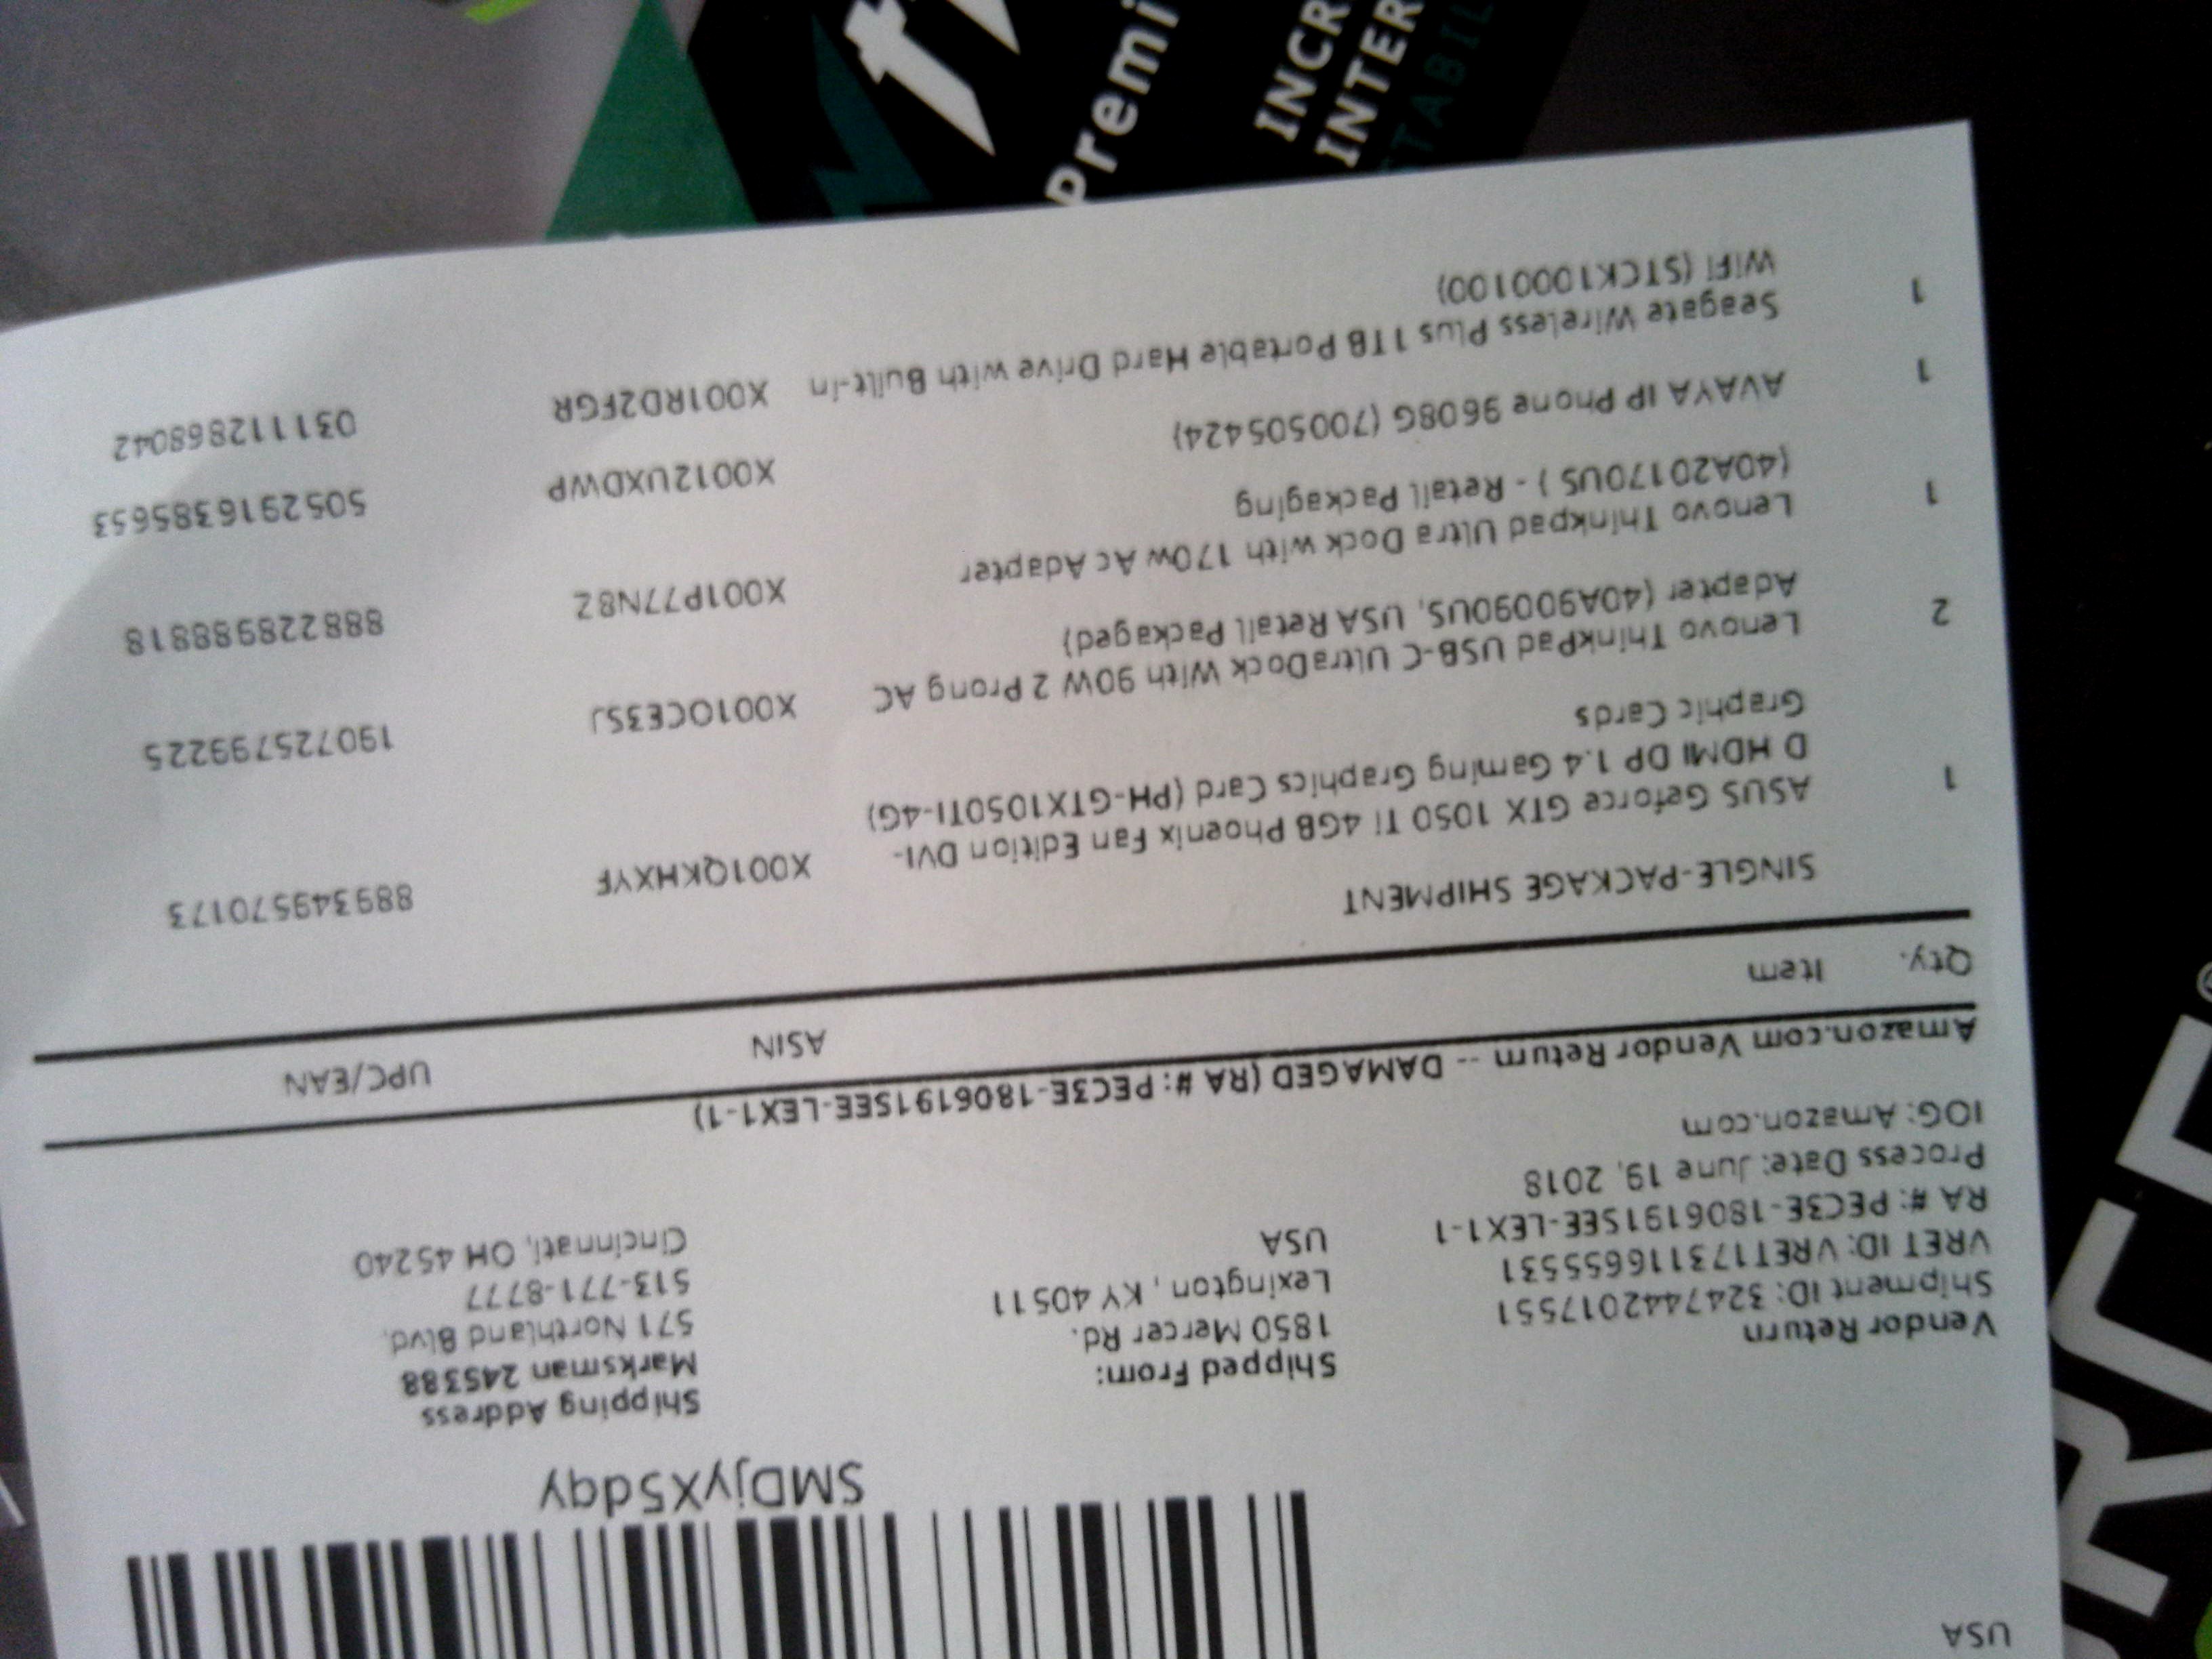 USA
SMDjyX5dqy
Vendor Return
Shipment ID: 3247442017551
VRET ID: VRET173116655531
RA #: PEC3E-1806191SEE-LEX1-1
Process Date: June 19, 2018
IOG: Amazon.com
Shipped From:
1850 Mercer Rd.
Lexington , KY 40511
USA
Shipping Address
Marksman 245388
571 Northland Blvd.
513-771-8777
Cincinnati, OH 45240
Amazon.com Vendor Return -- DAMAGED (RA #: PEC3E-1806191SEE-LEX1-1)
Qty. Item ASIN UPC/EAN
SINGLE-PACKAGE SHIPMENT
1 ASUS Geforce GTX 1050 Ti 4GB Phoenix Fan Edition DVI- X001QKHXYF 889349570173
D HDMI DP 1.4 Gaming Graphics Card (PH-GTX1050TI-4G)
Graphic Cards
2 Lenovo ThinkPad USB-C UltraDock With 90W 2 Prong AC X001OCE3SJ 190725799225
Adapter (40A90090US, USA Retail Packaged)
1 Lenovo Thinkpad Ultra Dock with 170w Ac Adapter X001P77N8Z 888228988818
(40A20170US ) - Retail Packaging
1 AVAYA IP Phone 9608G (700505424) X0012UXDWP 5052916385653
1 Seagate Wireless Plus 1TB Portable Hard Drive with Built-in X001RD2FGR 031112868042
WiFi (STCK1000100)
Premi
INCR
INTER
STABIL